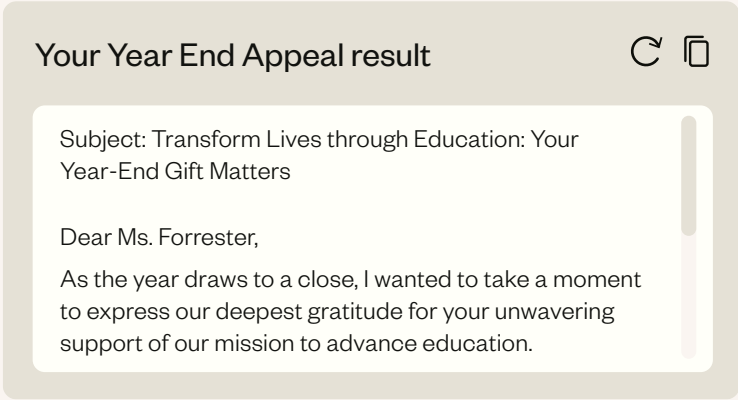 Your Year End Appeal result
Subject: Transform Lives through Education: Your
Year-End Gift Matters
Dear Ms. Forrester,
As the year draws to a close, I wanted to take a moment
to express our deepest gratitude for your unwavering
support of our mission to advance education.